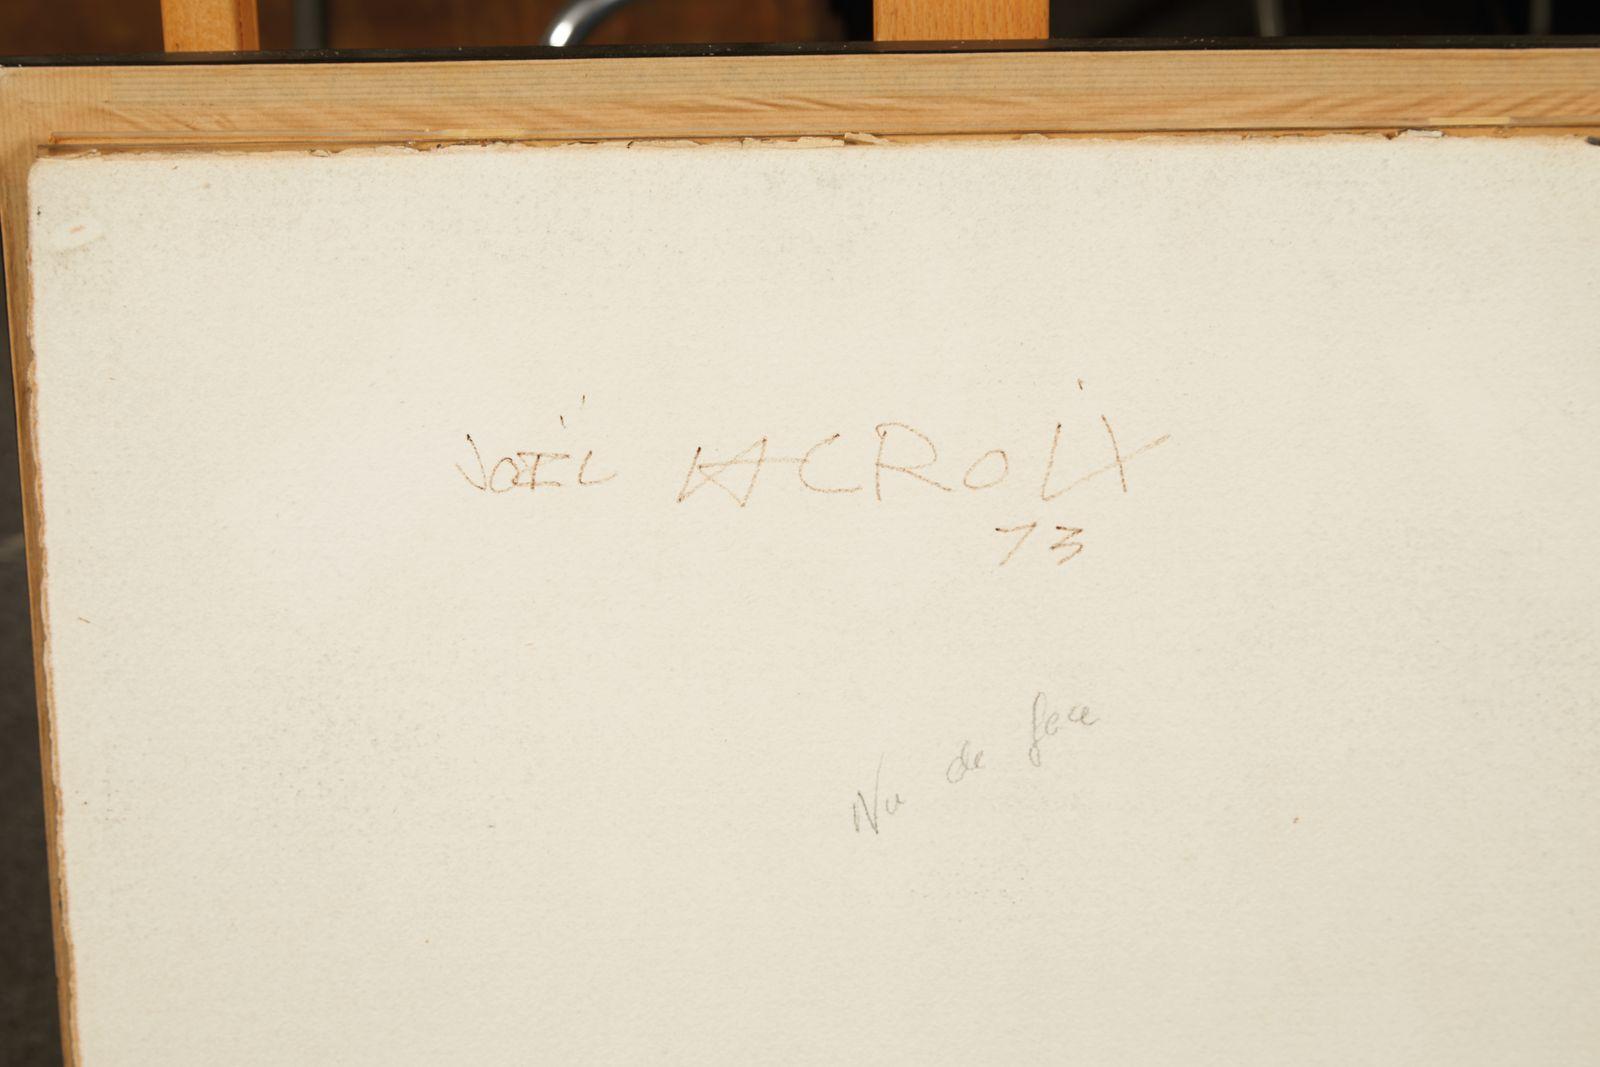 JOËL LACROIX
73
Nu de face